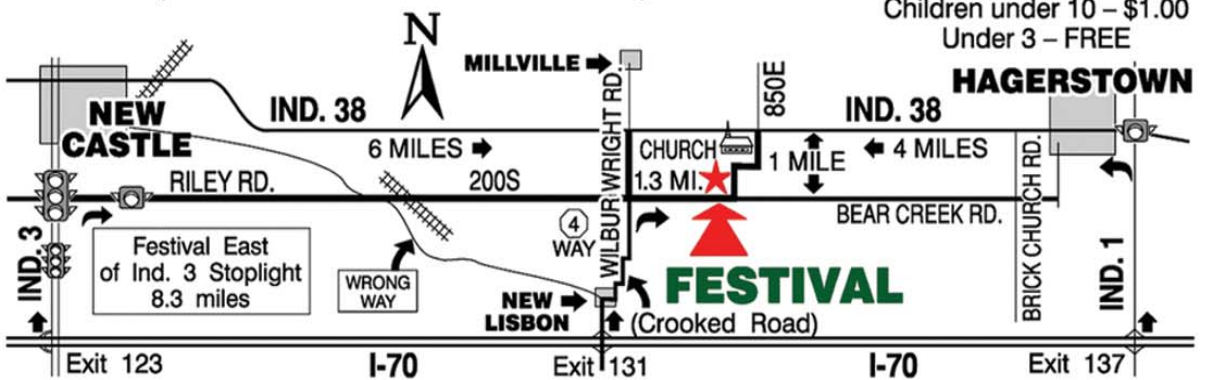 Children under 10 – $1.00
Under 3 – FREE
N
MILLVILLE
HAGERSTOWN
NEW
CASTLE
IND. 38
WILBUR WRIGHT RD.
850E
IND. 38
6 MILES
CHURCH
1 MILE
4 MILES
RILEY RD.
200S
1.3 MI.
BEAR CREEK RD.
BRICK CHURCH RD.
IND. 3
Festival East
of Ind. 3 Stoplight
8.3 miles
4
WAY
WRONG
WAY
FESTIVAL
IND. 1
NEW
LISBON
(Crooked Road)
Exit 123
I-70
Exit 131
I-70
Exit 137